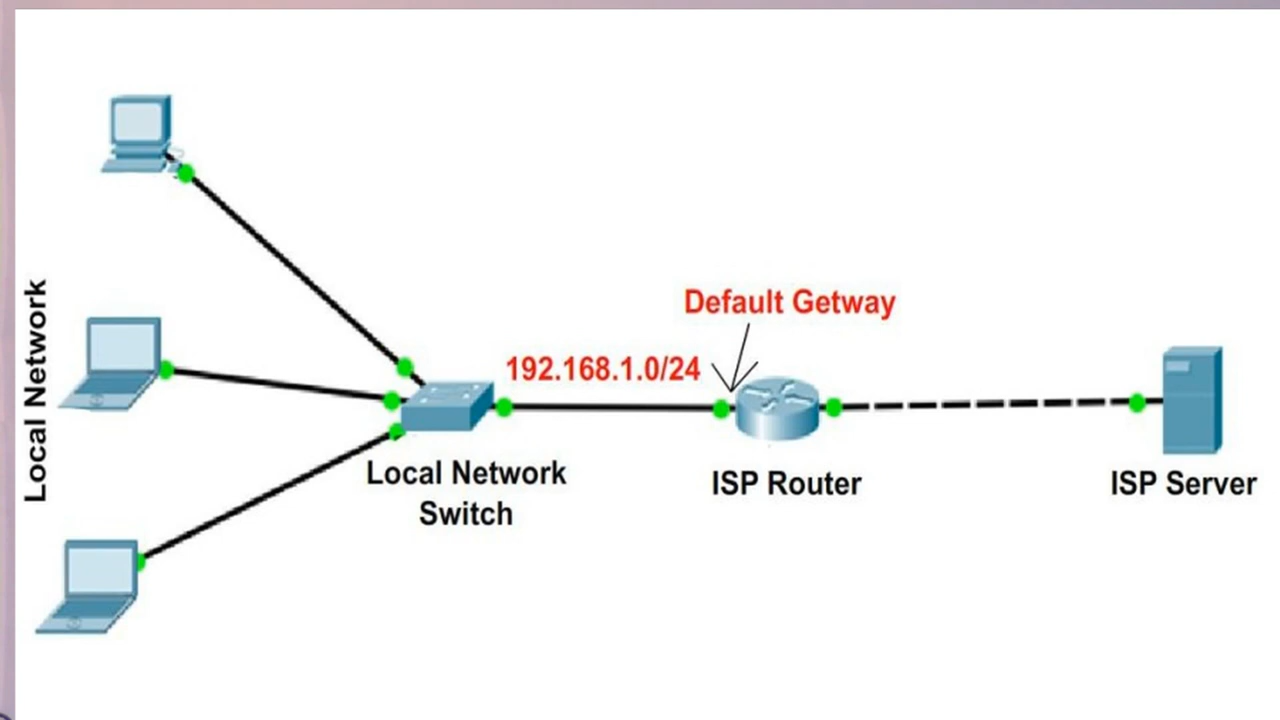 Local Network
Default Getway
192.168.1.0/24
Local Network
Switch
ISP Router
ISP Server